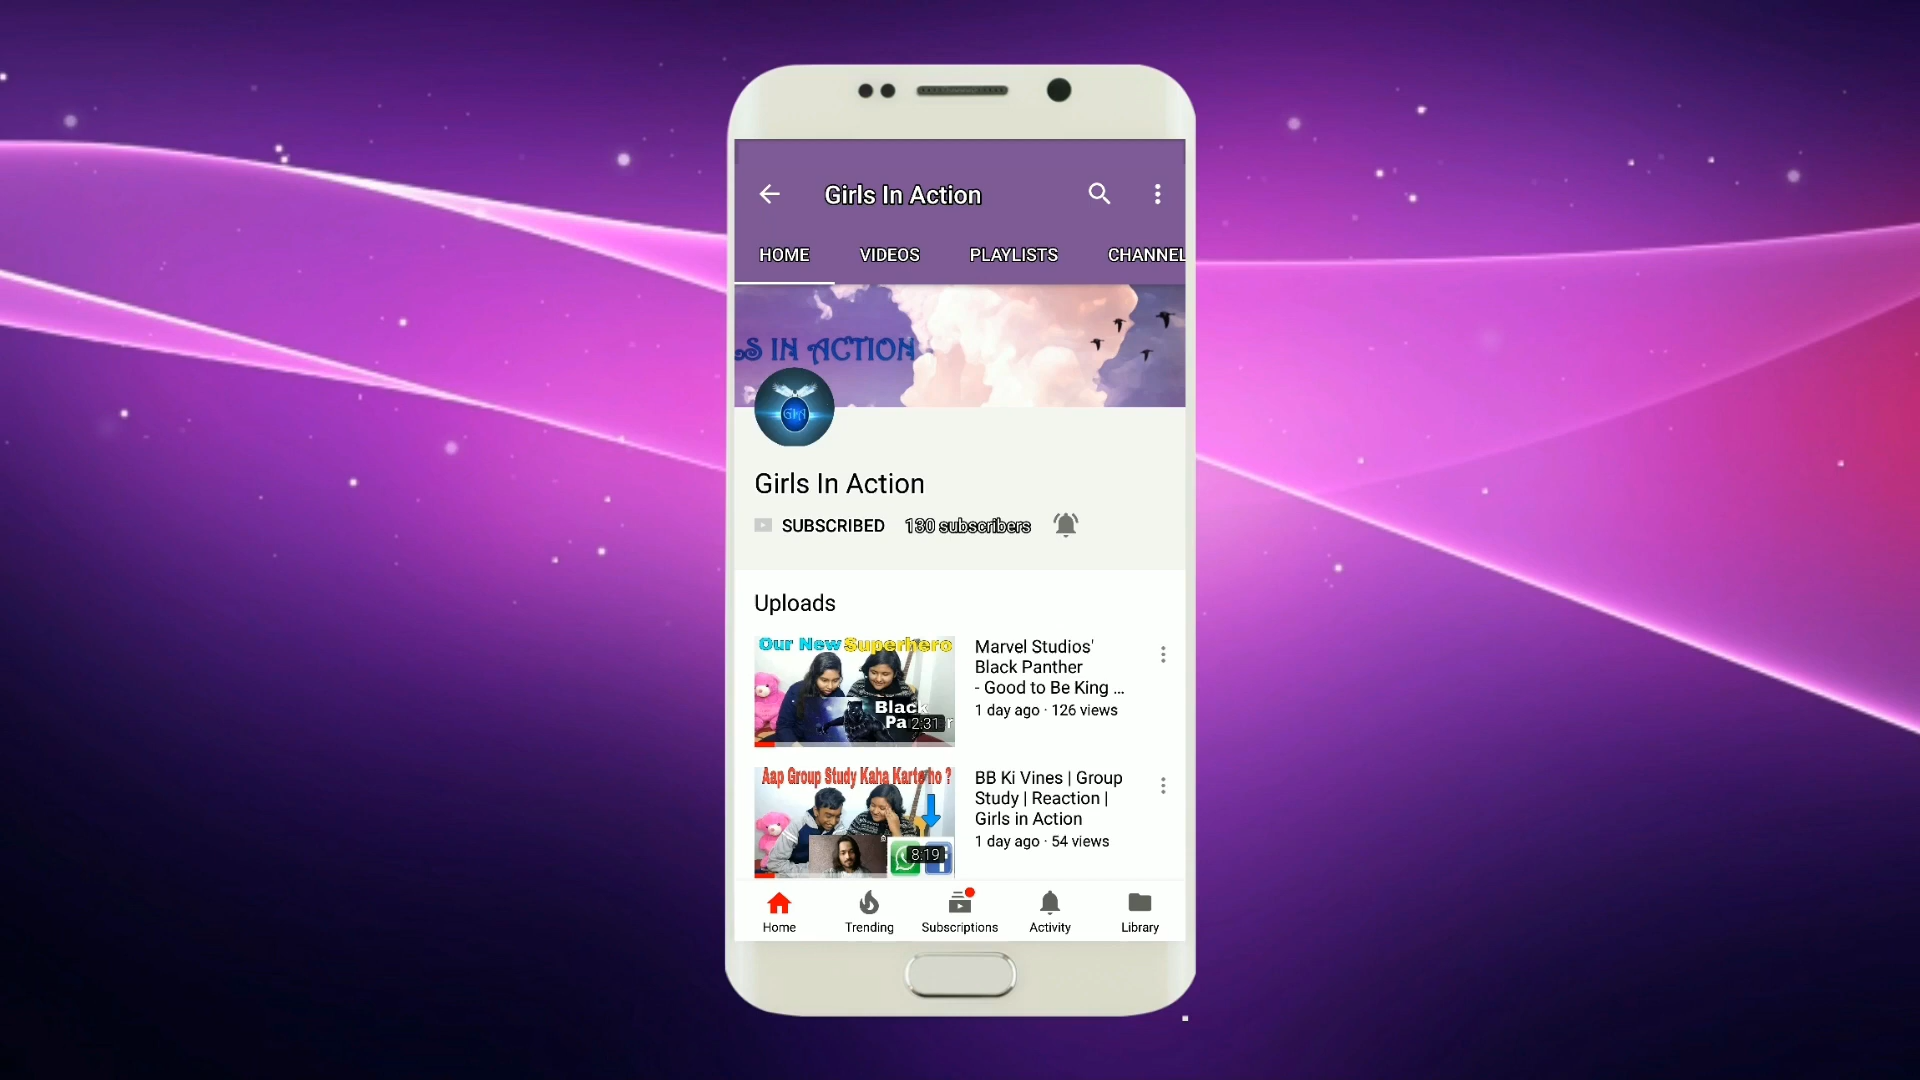 Girls In Action
HOME VIDEOS PLAYLISTS CHANNEL
S IN ACTION
GIA
Girls In Action
SUBSCRIBED 130 subscribers
Uploads
Our New Superhero
Black
Pa
2:31
r
Marvel Studios'
Black Panther
- Good to Be King ...
1 day ago · 126 views
Aap Group Study Kaha Karte ho ?
8:19
BB Ki Vines | Group
Study | Reaction |
Girls in Action
1 day ago · 54 views
Home Trending Subscriptions Activity Library